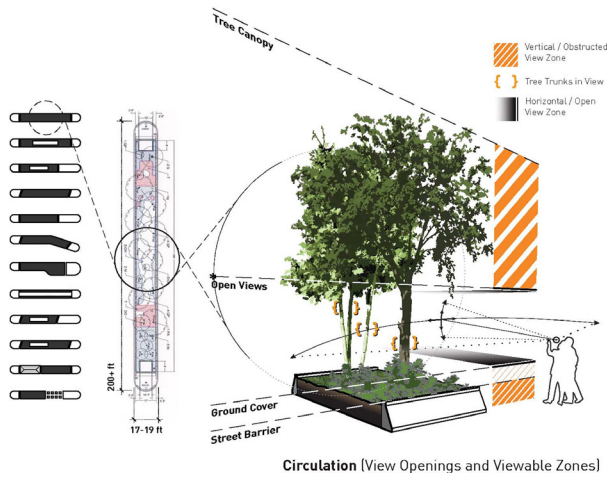 Tree Canopy
Vertical / Obstructed
View Zone
Tree Trunks in View
Horizontal / Open
View Zone
Open Views
200+ ft
17-19 ft
Ground Cover
Street Barrier
Circulation (View Openings and Viewable Zones)